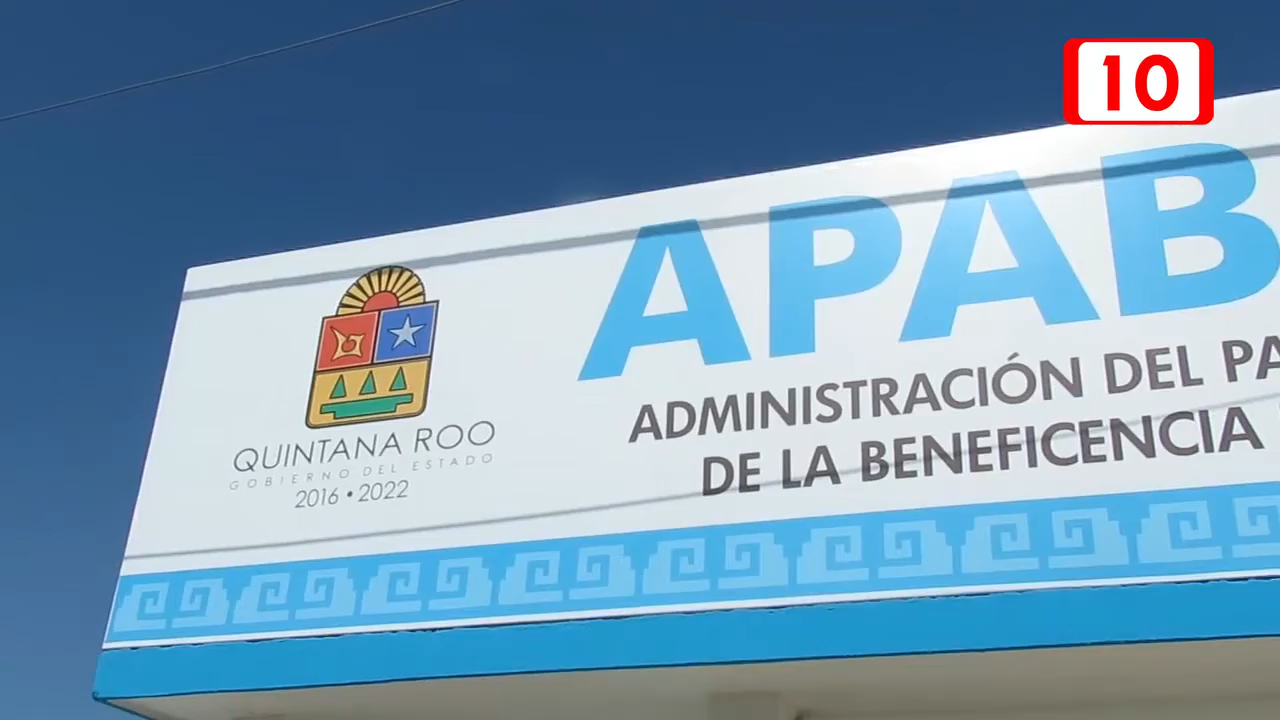 10
APAB
ADMINISTRACIÓN DEL PA
DE LA BENEFICENCIA
QUINTANA ROO
GOBIERNO DEL ESTADO
2016 • 2022